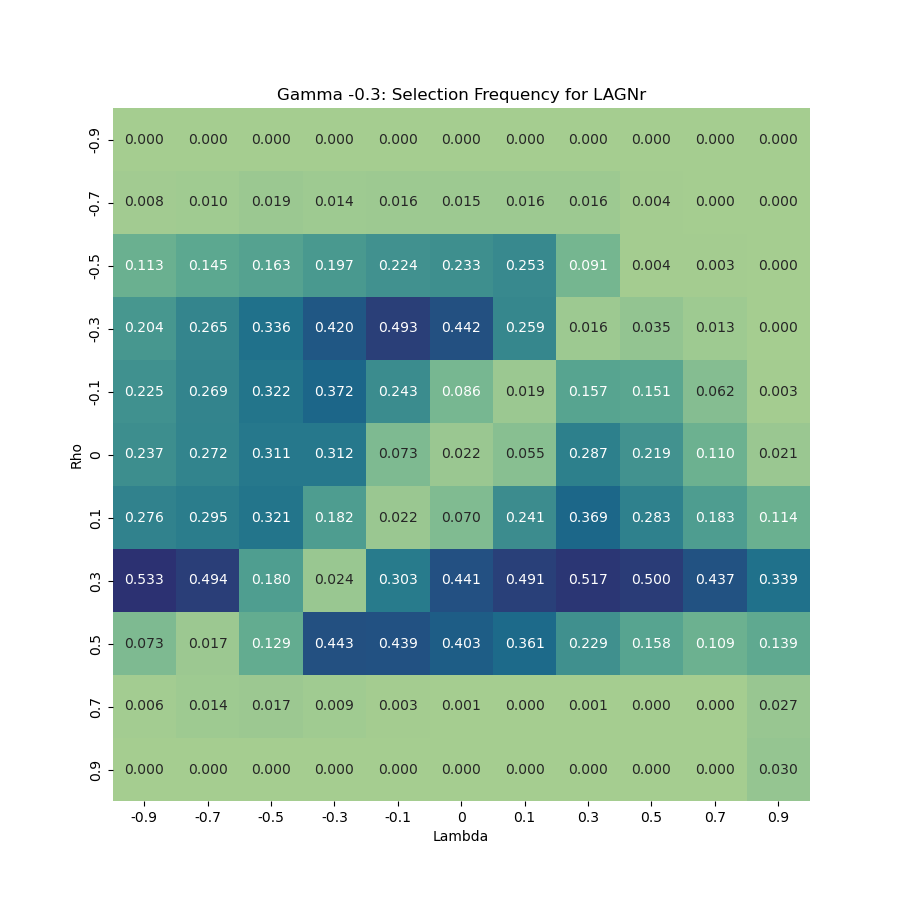 Gamma -0.3: Selection Frequency for LAGNr
-0.9 0.000 0.000 0.000 0.000 0.000 0.000 0.000 0.000 0.000 0.000 0.000
-0.7 0.008 0.010 0.019 0.014 0.016 0.015 0.016 0.016 0.004 0.000 0.000
-0.5 0.113 0.145 0.163 0.197 0.224 0.233 0.253 0.091 0.004 0.003 0.000
-0.3 0.204 0.265 0.336 0.420 0.493 0.442 0.259 0.016 0.035 0.013 0.000
-0.1 0.225 0.269 0.322 0.372 0.243 0.086 0.019 0.157 0.151 0.062 0.003
Rho
0 0.237 0.272 0.311 0.312 0.073 0.022 0.055 0.287 0.219 0.110 0.021
0.1 0.276 0.295 0.321 0.182 0.022 0.070 0.241 0.369 0.283 0.183 0.114
0.3 0.533 0.494 0.180 0.024 0.303 0.441 0.491 0.517 0.500 0.437 0.339
0.5 0.073 0.017 0.129 0.443 0.439 0.403 0.361 0.229 0.158 0.109 0.139
0.7 0.006 0.014 0.017 0.009 0.003 0.001 0.000 0.001 0.000 0.000 0.027
0.9 0.000 0.000 0.000 0.000 0.000 0.000 0.000 0.000 0.000 0.000 0.030
-0.9 -0.7 -0.5 -0.3 -0.1 0 0.1 0.3 0.5 0.7 0.9
Lambda